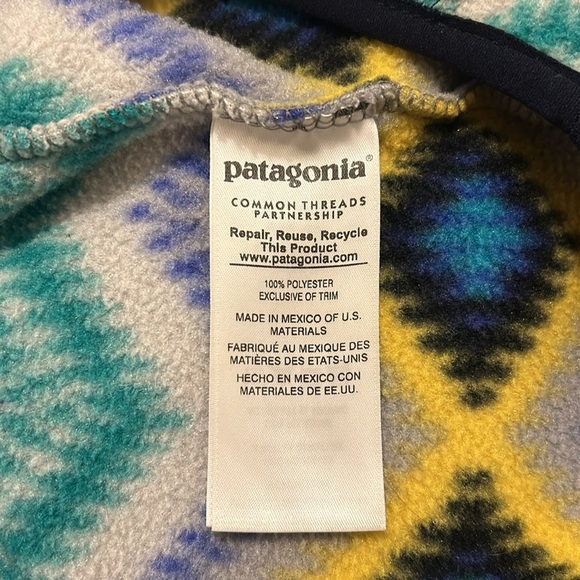 patagonia®
COMMON THREADS
PARTNERSHIP
Repair, Reuse, Recycle
This Product
www.patagonia.com
100% POLYESTER
EXCLUSIVE OF TRIM
MADE IN MEXICO OF U.S.
MATERIALS
FABRIQUÉ AU MEXIQUE DES
MATIÈRES DES ETATS-UNIS
HECHO EN MEXICO CON
MATERIALES DE EE.UU.